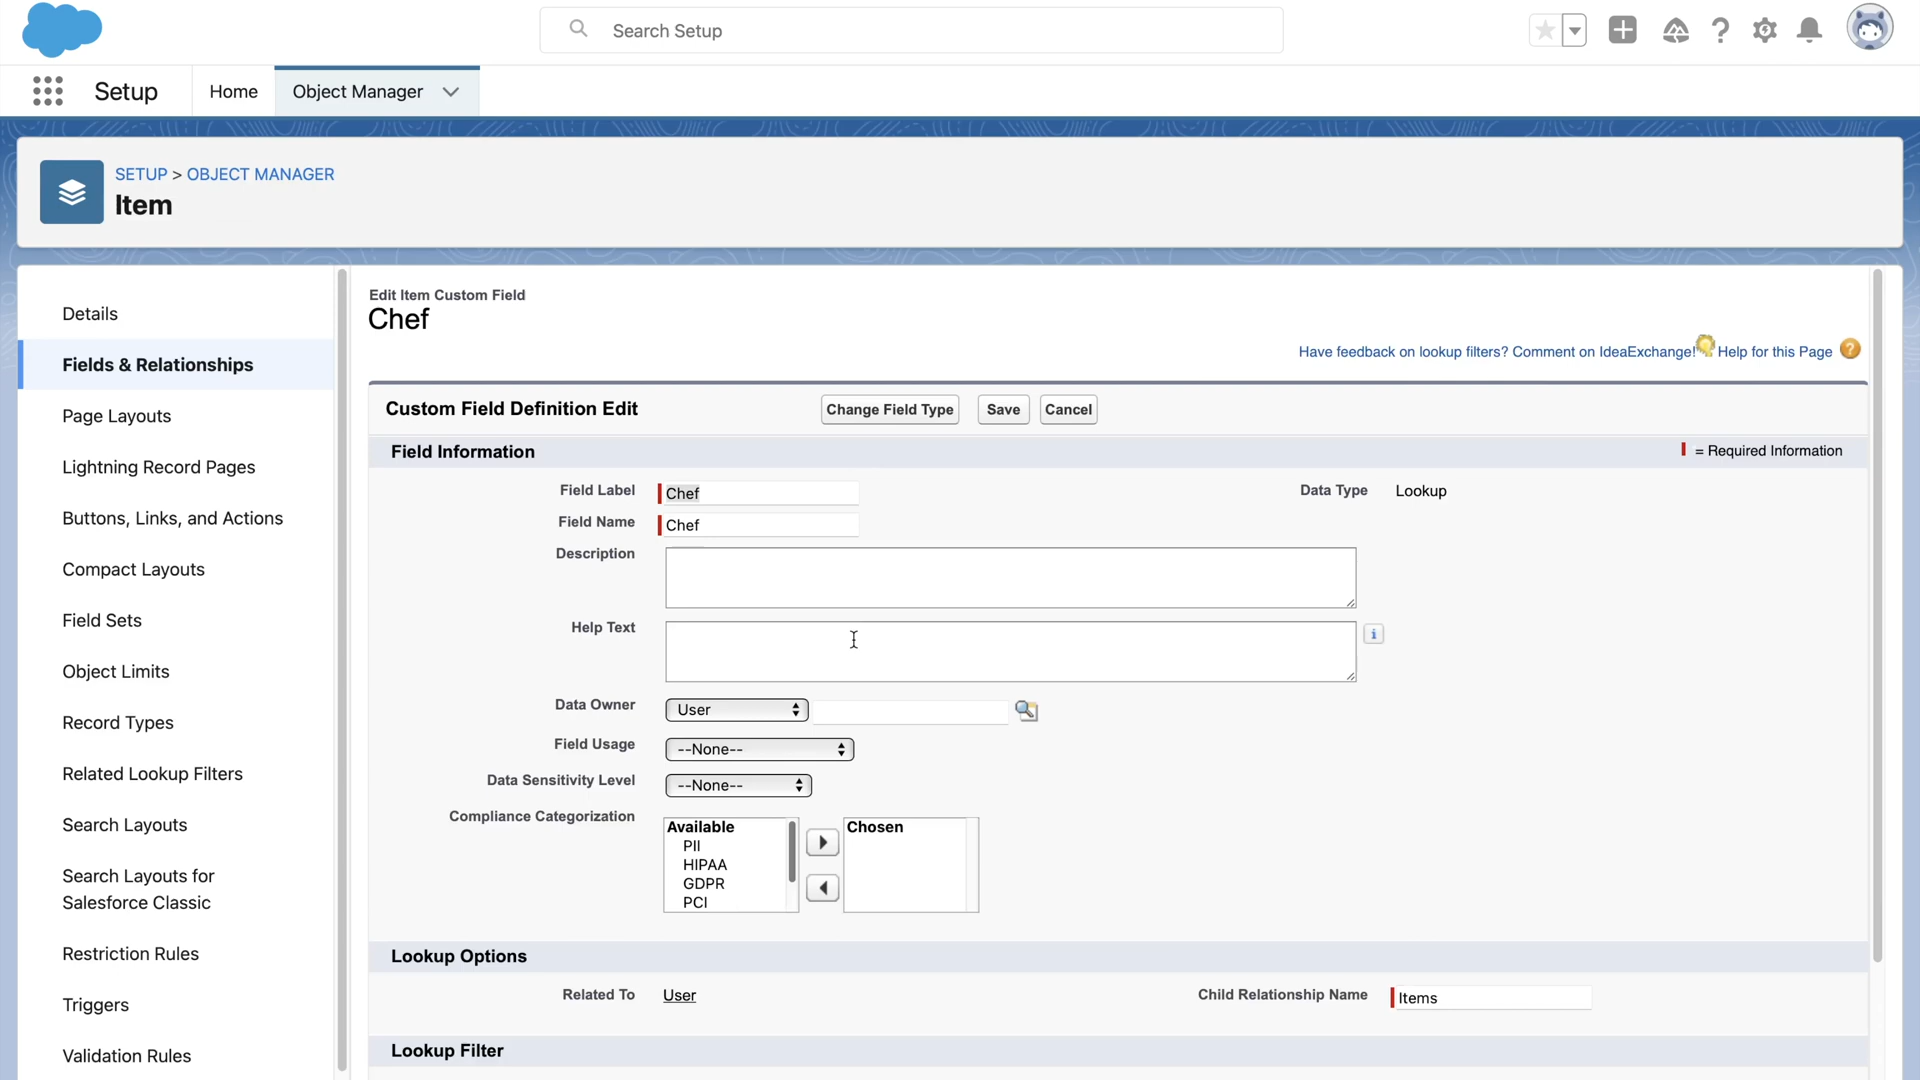 Search Setup
Setup
Home
Object Manager
SETUP > OBJECT MANAGER
Item
Details
Fields & Relationships
Page Layouts
Lightning Record Pages
Buttons, Links, and Actions
Compact Layouts
Field Sets
Object Limits
Record Types
Related Lookup Filters
Search Layouts
Search Layouts for
Salesforce Classic
Restriction Rules
Triggers
Validation Rules
Edit Item Custom Field
Chef
Have feedback on lookup filters? Comment on IdeaExchange! Help for this Page ?
Custom Field Definition Edit Change Field Type Save Cancel
Field Information = Required Information
Field Label Chef Data Type Lookup
Field Name Chef
Description
Help Text i
Data Owner User
Field Usage --None--
Data Sensitivity Level --None--
Compliance Categorization Available Chosen
PII
HIPAA
GDPR
PCI
Lookup Options
Related To User Child Relationship Name Items
Lookup Filter